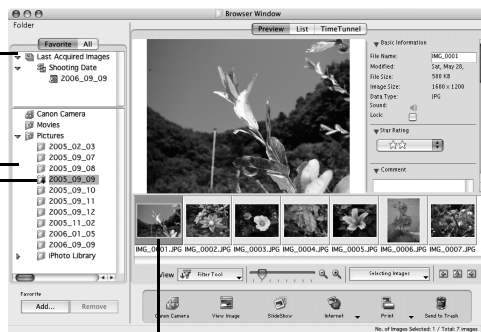 Browser Window
Folder
Favorite All
Last Acquired Images
Shooting Date
2006_09_09
Canon Camera
Movies
Pictures
2005_02_03
2005_09_07
2005_09_08
2005_09_09
2005_09_10
2005_09_11
2005_09_12
2005_11_02
2006_01_05
2006_09_09
iPhoto Library
Favorite
Add... Remove
Preview List TimeTunnel
Basic Information
File Name: IMG_0001
Modified: Sat, May 28,
File Size: 580 KB
Image Size: 1600 x 1200
Data Type: JPG
Sound:
Lock:
Star Rating
Comment
IMG_0001.JPG IMG_0002.JPG IMG_0003.JPG IMG_0004.JPG IMG_0005.JPG IMG_0006.JPG IMG_0007.JPG
View Filter Tool Selecting Images
Canon Camera View Image SlideShow Internet Print Send to Trash
No. of Images Selected: 1 / Total: 7 images